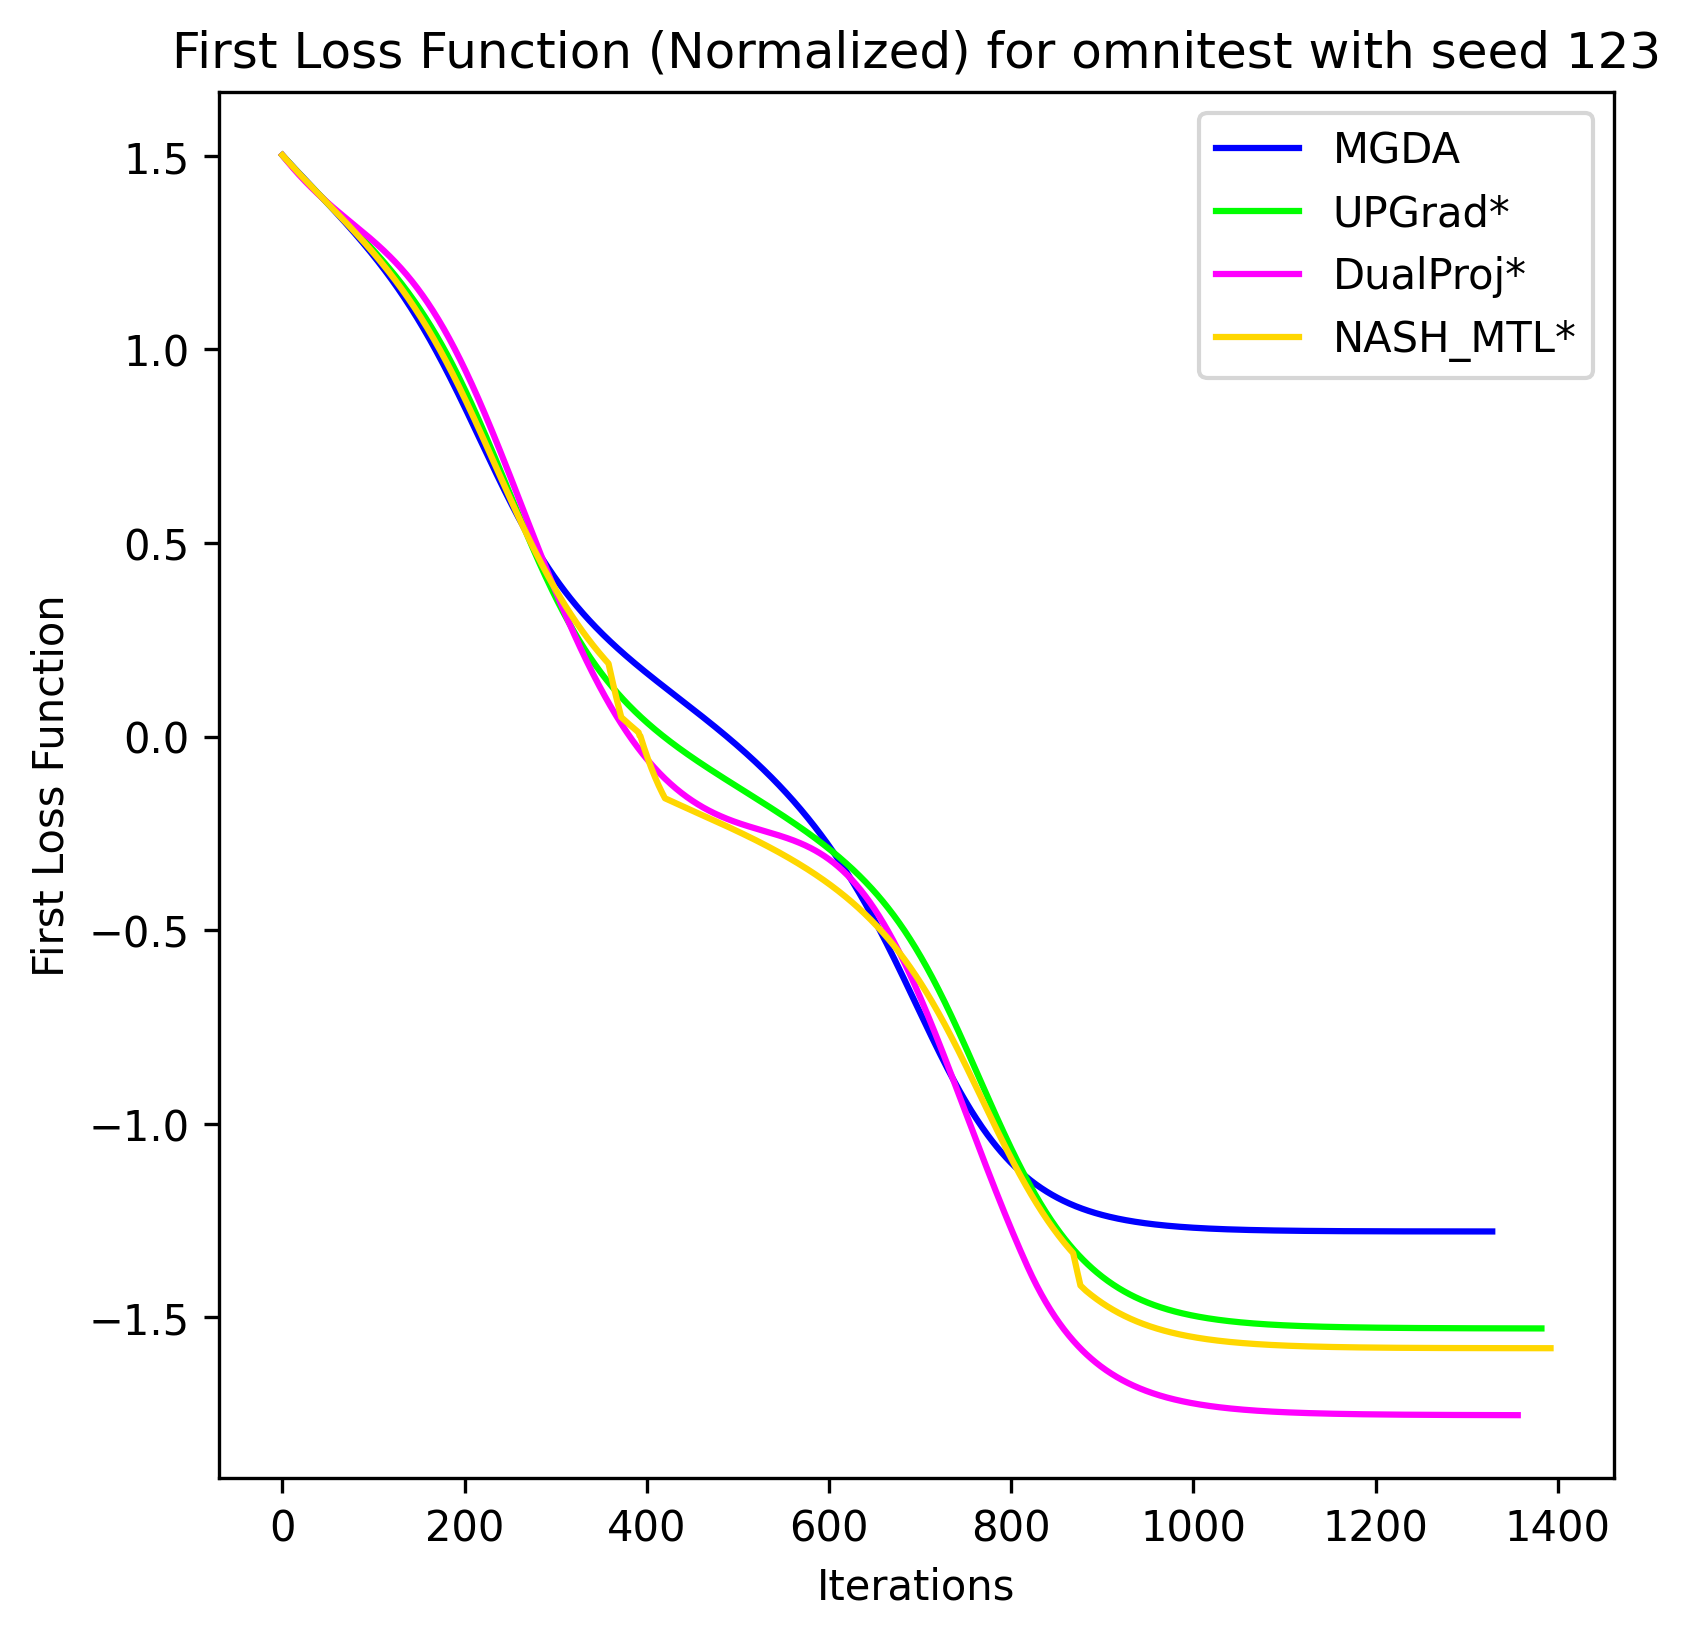 First Loss Function (Normalized) for omnitest with seed 123
MGDA
UPGrad*
DualProj*
NASH_MTL*
First Loss Function
1.5
1.0
0.5
0.0
−0.5
−1.0
−1.5
0 200 400 600 800 1000 1200 1400
Iterations